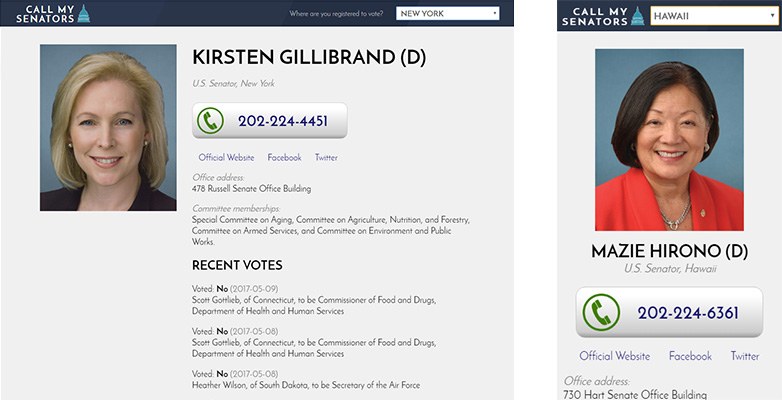 CALL MY
SENATORS
Where are you registered to vote?
NEW YORK
KIRSTEN GILLIBRAND (D)
U.S. Senator, New York
202-224-4451
Official Website Facebook Twitter
Office address:
478 Russell Senate Office Building
Committee memberships:
Special Committee on Aging, Committee on Agriculture, Nutrition, and Forestry,
Committee on Armed Services, and Committee on Environment and Public
Works.
RECENT VOTES
Voted: No (2017-05-09)
Scott Gottlieb, of Connecticut, to be Commissioner of Food and Drugs,
Department of Health and Human Services
Voted: No (2017-05-08)
Scott Gottlieb, of Connecticut, to be Commissioner of Food and Drugs,
Department of Health and Human Services
Voted: No (2017-05-08)
Heather Wilson, of South Dakota, to be Secretary of the Air Force
CALL MY
SENATORS
HAWAII
MAZIE HIRONO (D)
U.S. Senator, Hawaii
202-224-6361
Official Website Facebook Twitter
Office address:
730 Hart Senate Office Building